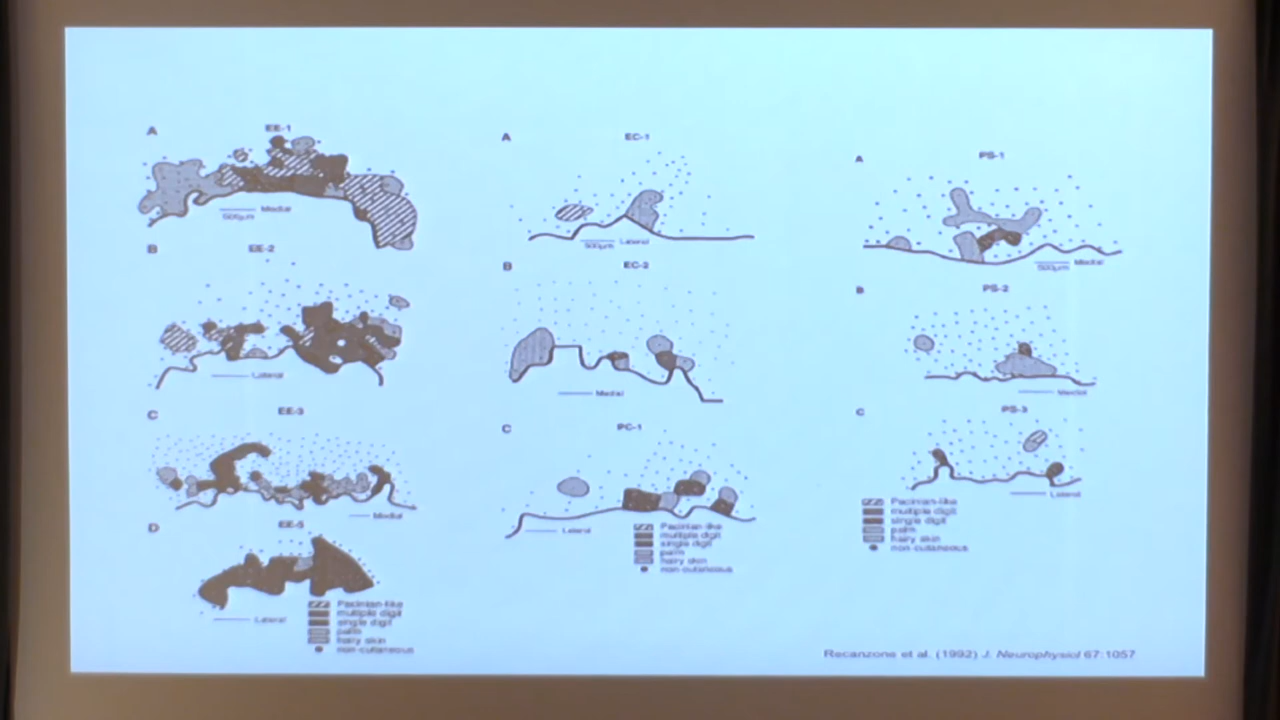 A
EE-1
Medial
500µm
B
EE-2
Lateral
C
EE-3
Medial
D
EE-5
Lateral
Pacinian-like
multiple digit
single digit
palm
hairy skin
non-cutaneous
A
EC-1
500µm
Lateral
B
EC-2
Medial
C
PC-1
Lateral
Pacinian-like
multiple digit
single digit
palm
hairy skin
non-cutaneous
A
PS-1
500µm
Medial
B
PS-2
Medial
C
PS-3
Lateral
Pacinian-like
multiple digit
single digit
palm
hairy skin
non-cutaneous
Recanzone et al. (1992) J. Neurophysiol 67:1057